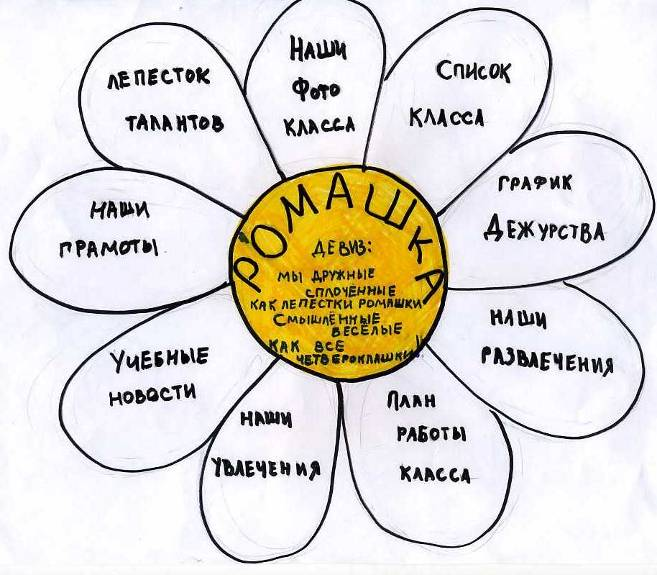 РОМАШКА
ДЕВИЗ:
МЫ ДРУЖНЫЕ
СПЛОЧЁННЫЕ
КАК ЛЕПЕСТКИ РОМАШКИ
СМЫШЛЁННЫЕ
ВЕСЁЛЫЕ
КАК ВСЕ
ЧЕТВЕРОКЛАШКИ!!
НАШИ
ФОТО
КЛАССА
СПИСОК
КЛАССА
ГРАФИК
ДЕЖУРСТВА
НАШИ
РАЗВЛЕЧЕНИЯ
ПЛАН
РАБОТЫ
КЛАССА
НАШИ
УВЛЕЧЕНИЯ
УЧЕБНЫЕ
НОВОСТИ
НАШИ
ГРАМОТЫ
ЛЕПЕСТОК
ТАЛАНТОВ